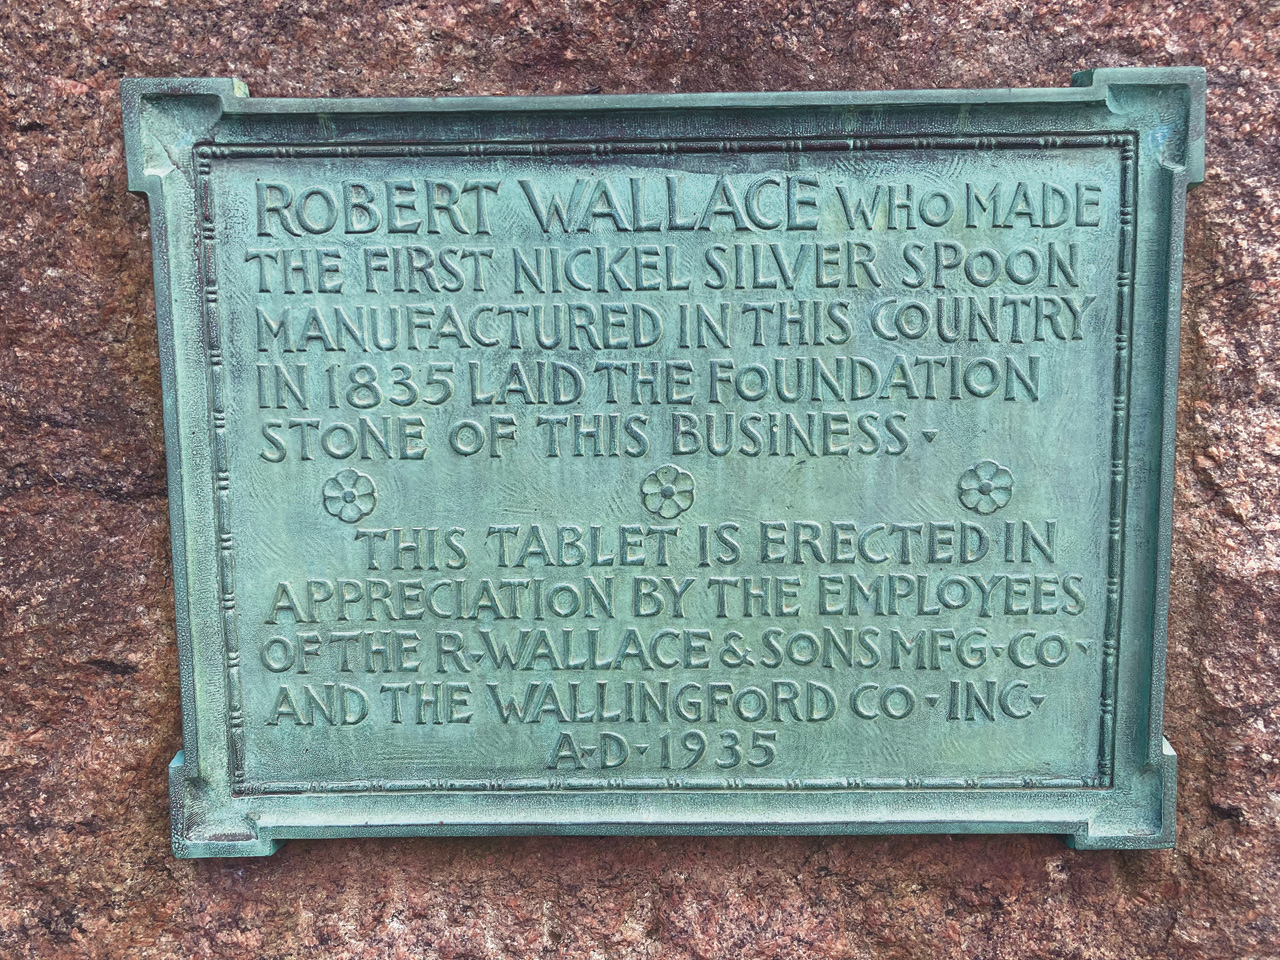 ROBERT WALLACE WHO MADE
THE FIRST NICKEL SILVER SPOON
MANUFACTURED IN THIS COUNTRY
IN 1835 LAID THE FOUNDATION
STONE OF THIS BUSINESS.
THIS TABLET IS ERECTED IN
APPRECIATION BY THE EMPLOYEES
OF THE R. WALLACE & SONS MFG. CO.
AND THE WALLINGFORD CO. INC.
A.D. 1935